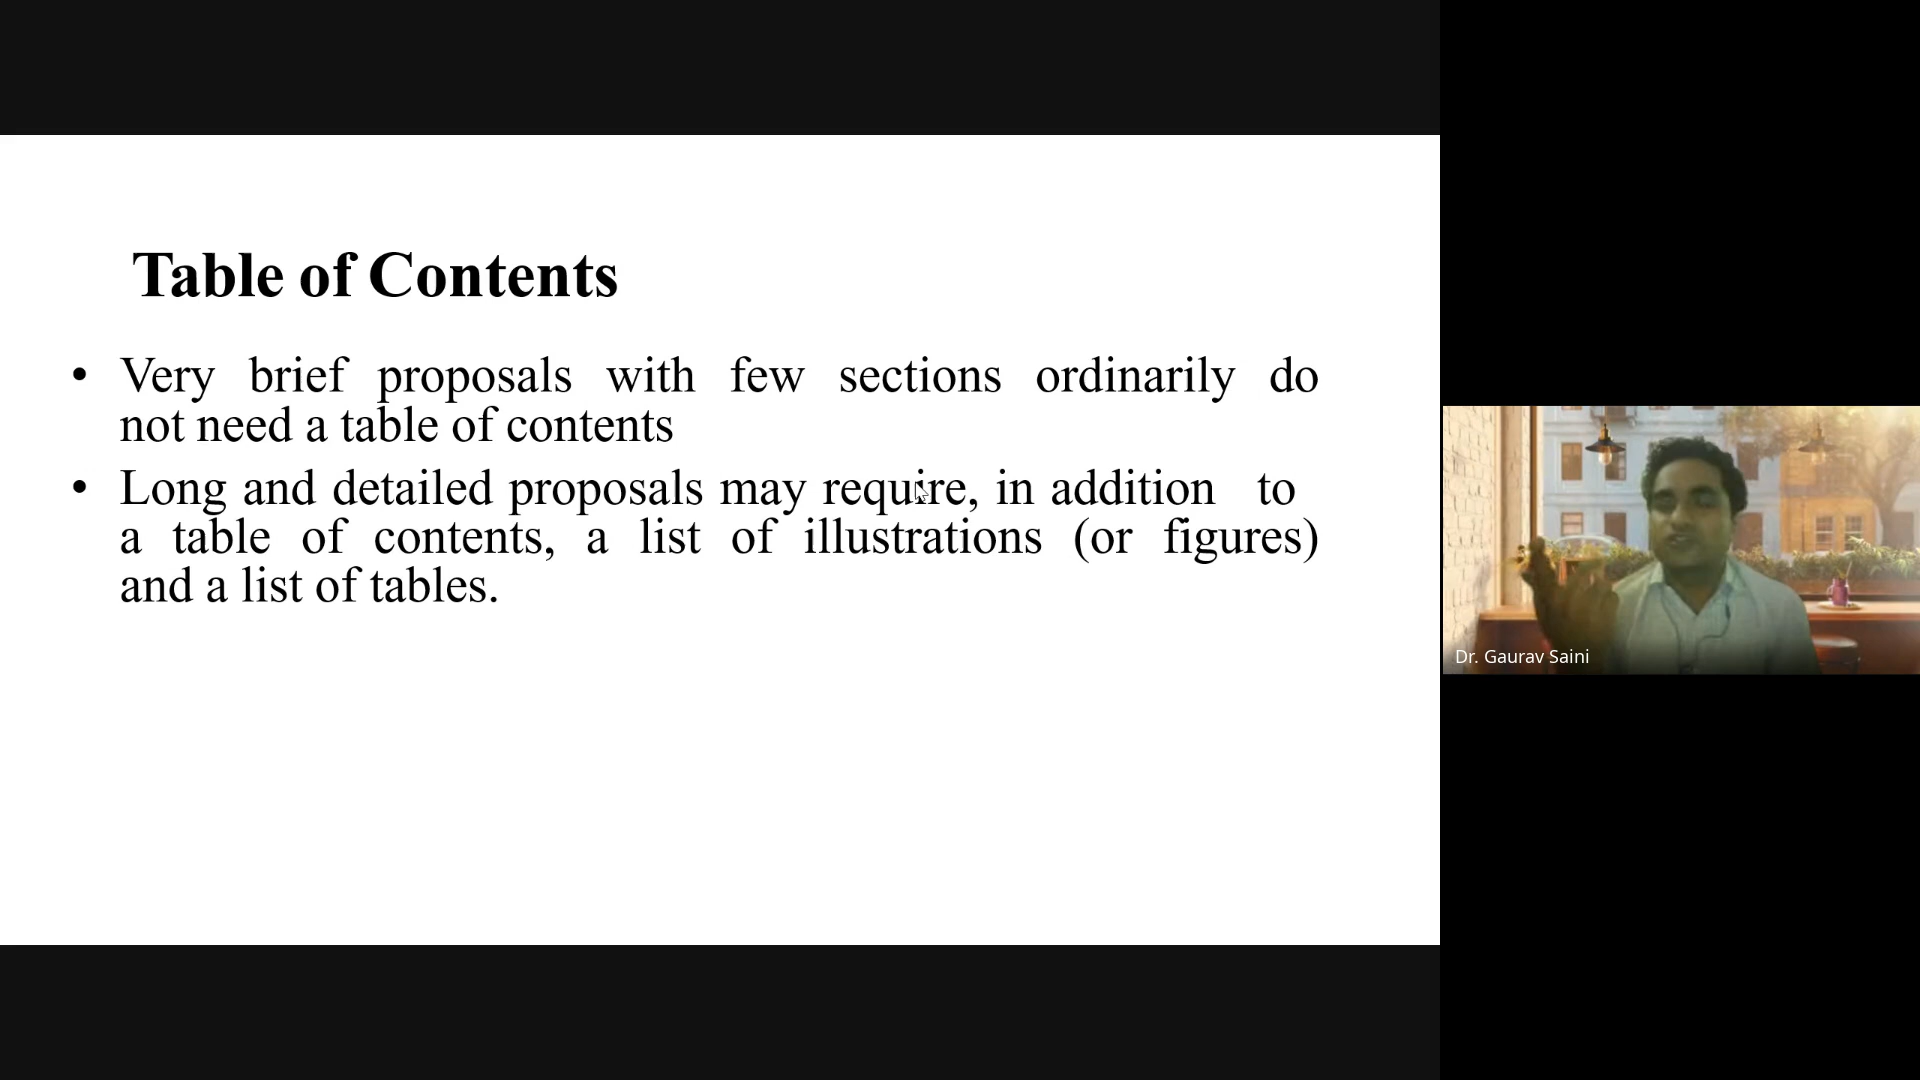 Table of Contents
• Very brief proposals with few sections ordinarily do
not need a table of contents
• Long and detailed proposals may require, in addition to
a table of contents, a list of illustrations (or figures)
and a list of tables.
Dr. Gaurav Saini